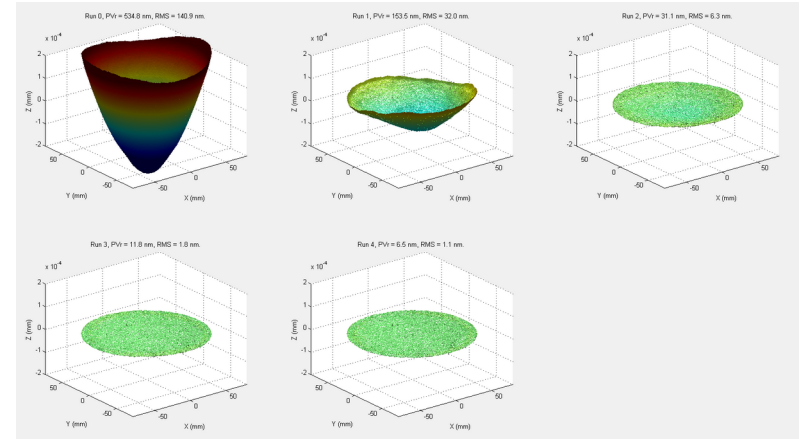 Run 0, PVr = 534.8 nm, RMS = 140.9 nm.
x 10^-4
2
1
0
-1
-2
Z (mm)
50
0
-50
Y (mm)
-50
0
50
X (mm)
Run 1, PVr = 153.5 nm, RMS = 32.0 nm.
x 10^-4
2
1
0
-1
-2
Z (mm)
50
0
-50
Y (mm)
-50
0
50
X (mm)
Run 2, PVr = 31.1 nm, RMS = 6.3 nm.
x 10^-4
2
1
0
-1
-2
Z (mm)
50
0
-50
Y (mm)
-50
0
50
X (mm)
Run 3, PVr = 11.8 nm, RMS = 1.8 nm.
x 10^-4
2
1
0
-1
-2
Z (mm)
50
0
-50
Y (mm)
-50
0
50
X (mm)
Run 4, PVr = 6.5 nm, RMS = 1.1 nm.
x 10^-4
2
1
0
-1
-2
Z (mm)
50
0
-50
Y (mm)
-50
0
50
X (mm)